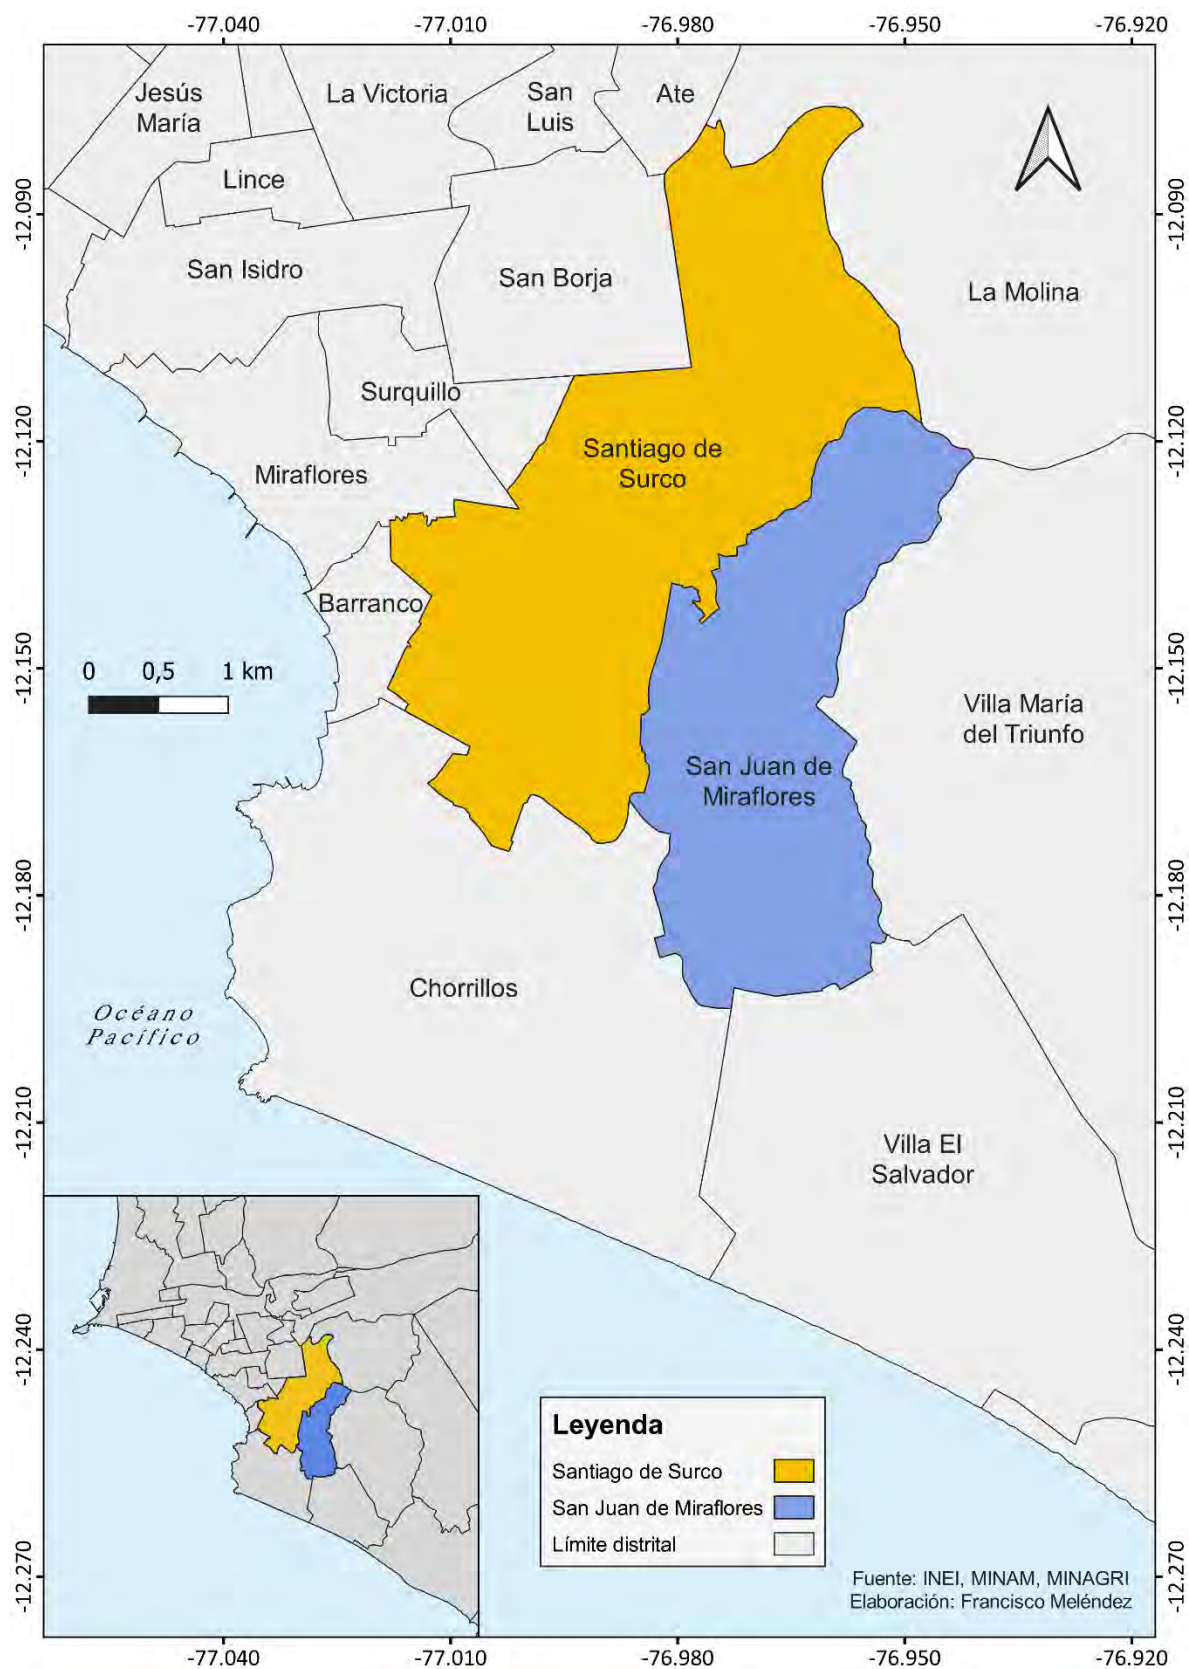 -77.040
-77.010
-76.980
-76.950
-76.920
Jesús
María
La Victoria
San
Luis
Ate
Lince
-12.090
-12.090
San Isidro
San Borja
La Molina
Surquillo
-12.120
-12.120
Santiago de
Surco
Miraflores
Barranco
0 0,5 1 km
-12.150
-12.150
Villa María
del Triunfo
San Juan de
Miraflores
-12.180
-12.180
Chorrillos
Océano
Pacífico
-12.210
-12.210
Villa El
Salvador
-12.240
-12.240
Leyenda
Santiago de Surco
San Juan de Miraflores
Límite distrital
-12.270
-12.270
Fuente: INEI, MINAM, MINAGRI
Elaboración: Francisco Meléndez
-77.040
-77.010
-76.980
-76.950
-76.920